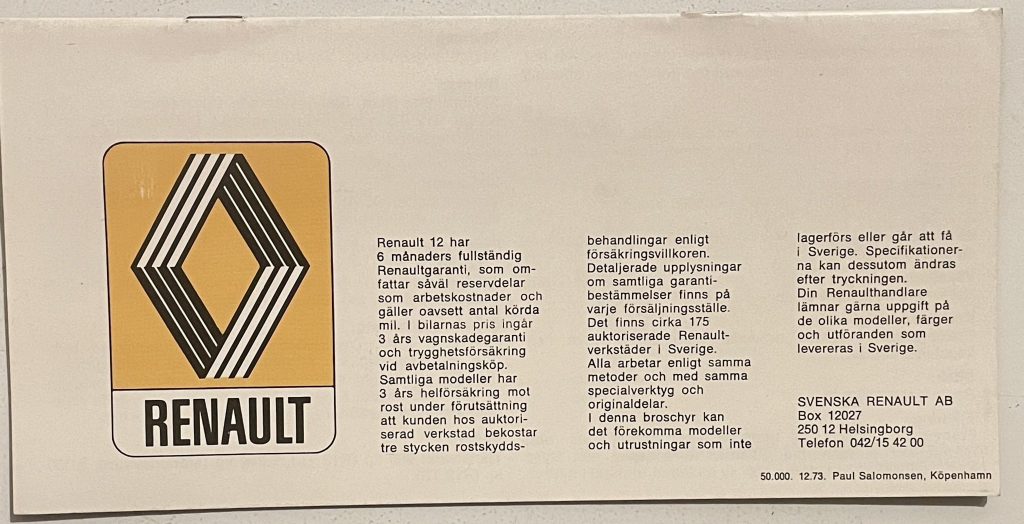 RENAULT
Renault 12 har
6 månaders fullständig
Renaultgaranti, som om-
fattar såväl reservdelar
som arbetskostnader och
gäller oavsett antal körda
mil. I bilarnas pris ingår
3 års vagnskadegaranti
och trygghetsförsäkring
vid avbetalningsköp.
Samtliga modeller har
3 års helförsäkring mot
rost under förutsättning
att kunden hos auktori-
serad verkstad bekostar
tre stycken rostskydds-
behandlingar enligt
försäkringsvillkoren.
Detaljerade upplysningar
om samtliga garanti-
bestämmelser finns på
varje försäljningsställe.
Det finns cirka 175
auktoriserade Renault-
verkstäder i Sverige.
Alla arbetar enligt samma
metoder och med samma
specialverktyg och
originaldelar.
I denna broschyr kan
det förekomma modeller
och utrustningar som inte
lagerförs eller går att få
i Sverige. Specifikationer-
na kan dessutom ändras
efter tryckningen.
Din Renaulthandlare
lämnar gärna uppgift på
de olika modeller, färger
och utföranden som
levereras i Sverige.
SVENSKA RENAULT AB
Box 12027
250 12 Helsingborg
Telefon 042/15 42 00
50.000. 12.73. Paul Salomonsen, Köpenhamn